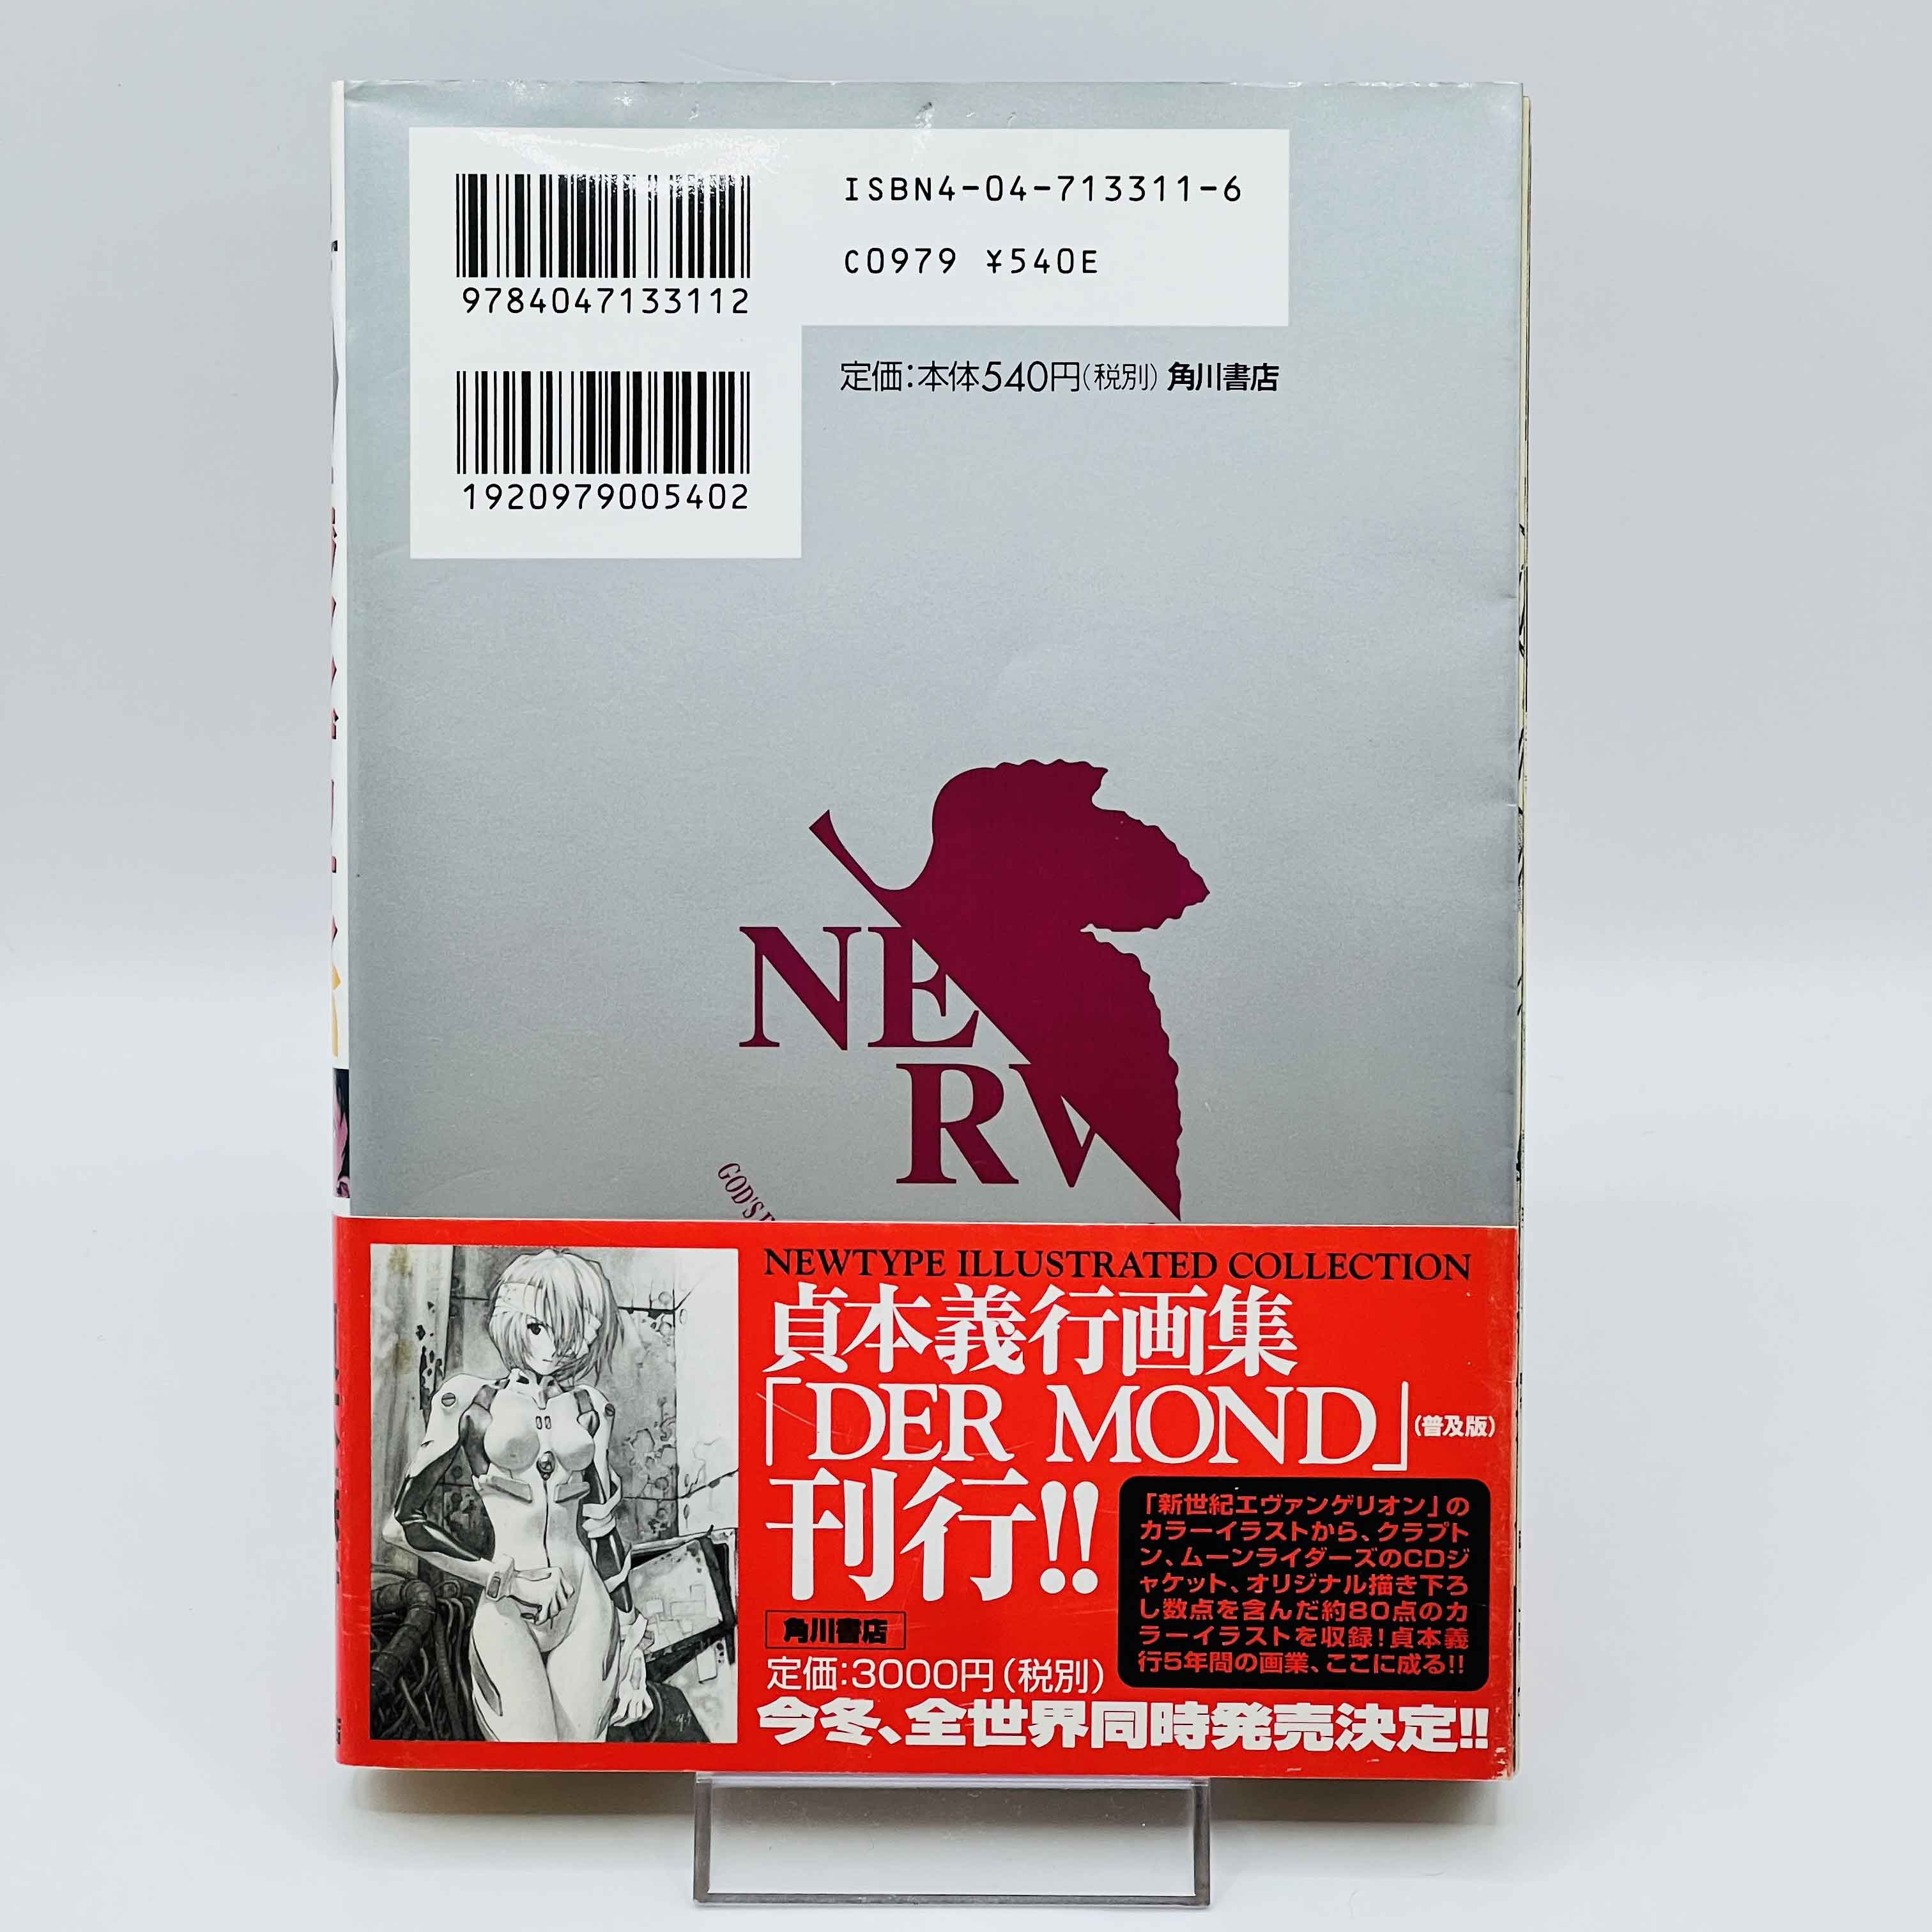 ISBN4-04-713311-6
C0979 ¥540E
9784047133112
1920979005402
定価:本体540円(税別) 角川書店
NE
RV
GOD'S
NEWTYPE ILLUSTRATED COLLECTION
貞本義行画集
「DER MOND」(普及版)
刊行!!
「新世紀エヴァンゲリオン」の
カラーイラストから、クラプト
ン、ムーンライダーズのCDジ
ャケット、オリジナル描き下ろ
し数点を含んだ約80点のカ
ラーイラストを収録!貞本義
行5年間の画業、ここに成る!!
角川書店
定価:3000円(税別)
今冬、全世界同時発売決定!!